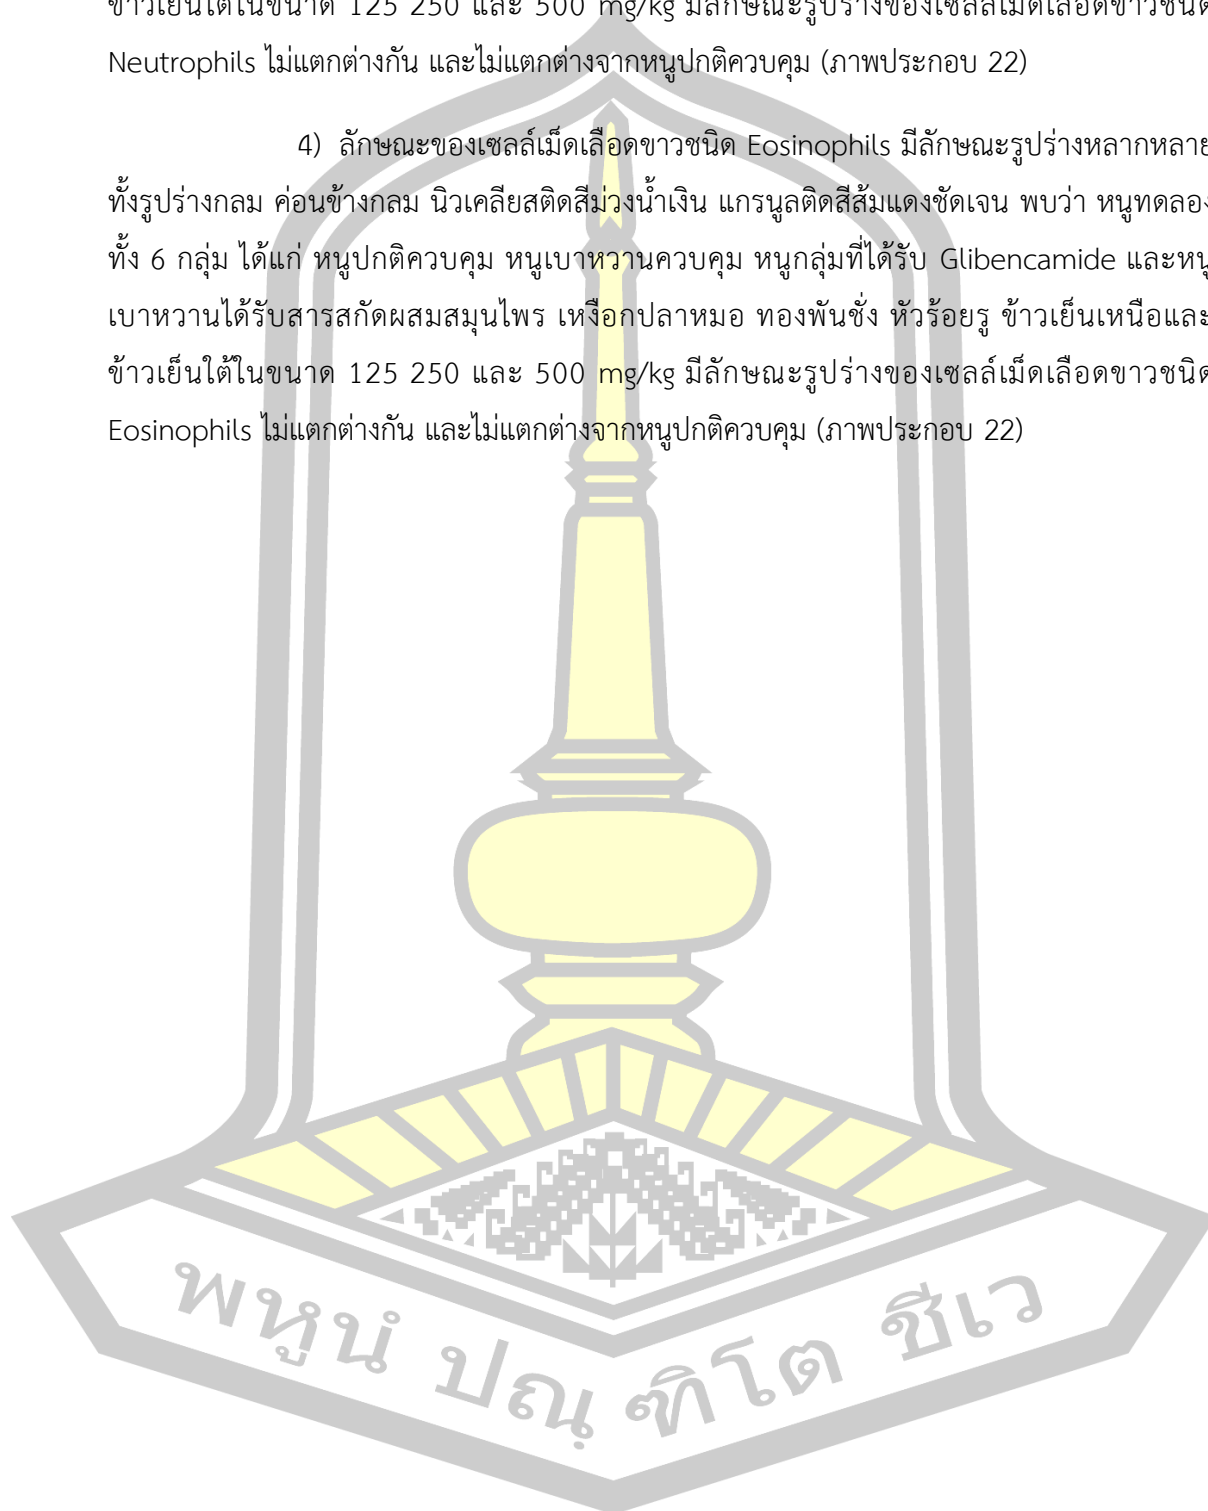 ข้าวเย็นใต้ในขนาด 125 250 และ 500 mg/kg มีลักษณะรูปร่างของเซลล์เม็ดเลือดขาวชนิด
Neutrophils ไม่แตกต่างกัน และไม่แตกต่างจากหนูปกติควบคุม (ภาพประกอบ 22)
4) ลักษณะของเซลล์เม็ดเลือดขาวชนิด Eosinophils มีลักษณะรูปร่างหลากหลาย
ทั้งรูปร่างกลม ค่อนข้างกลม นิวเคลียสติดสีม่วงน้ำเงิน แกรนูลติดสีส้มแดงชัดเจน พบว่า หนูทดลอง
ทั้ง 6 กลุ่ม ได้แก่ หนูปกติควบคุม หนูเบาหวานควบคุม หนูกลุ่มที่ได้รับ Glibencamide และหนู
เบาหวานได้รับสารสกัดผสมสมุนไพร เหงือกปลาหมอ ทองพันชั่ง หัวร้อยรู ข้าวเย็นเหนือและ
ข้าวเย็นใต้ในขนาด 125 250 และ 500 mg/kg มีลักษณะรูปร่างของเซลล์เม็ดเลือดขาวชนิด
Eosinophils ไม่แตกต่างกัน และไม่แตกต่างจากหนูปกติควบคุม (ภาพประกอบ 22)
พหูนํ ปณฺฑิโต ชีเว